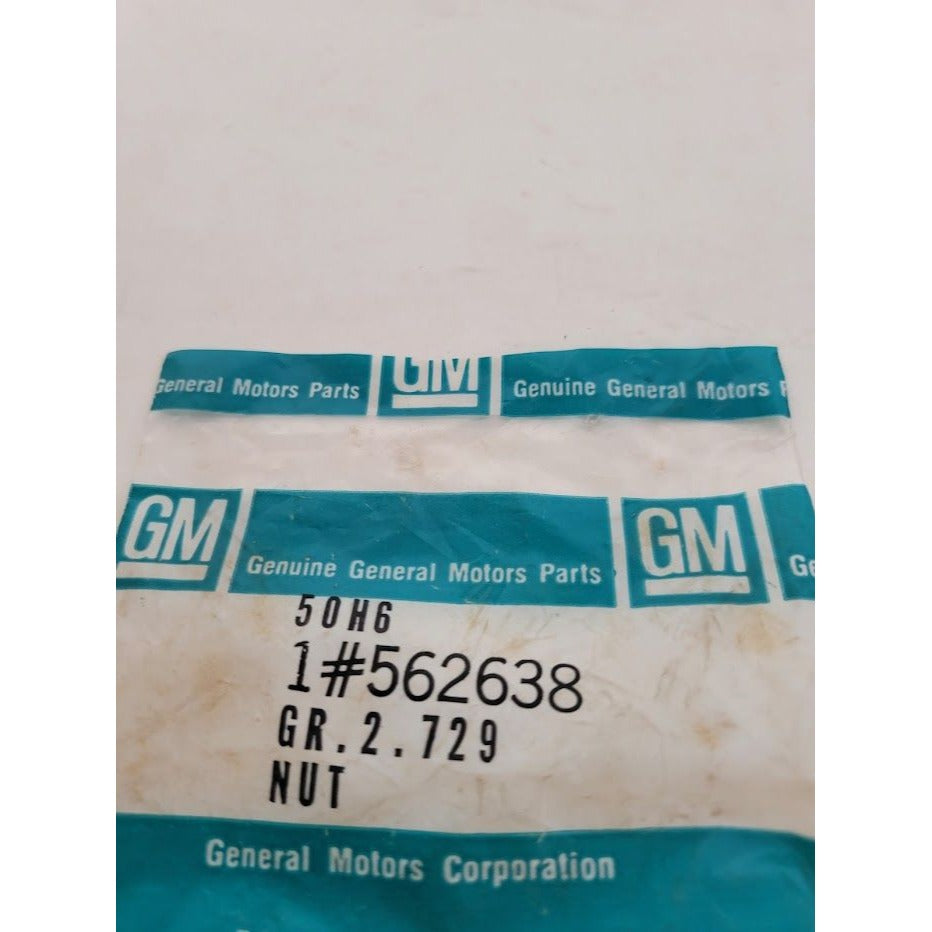 General Motors Parts GM Genuine General Motors
GM Genuine General Motors Parts GM
50H6
1#562638
GR.2.729
NUT
General Motors Corporation